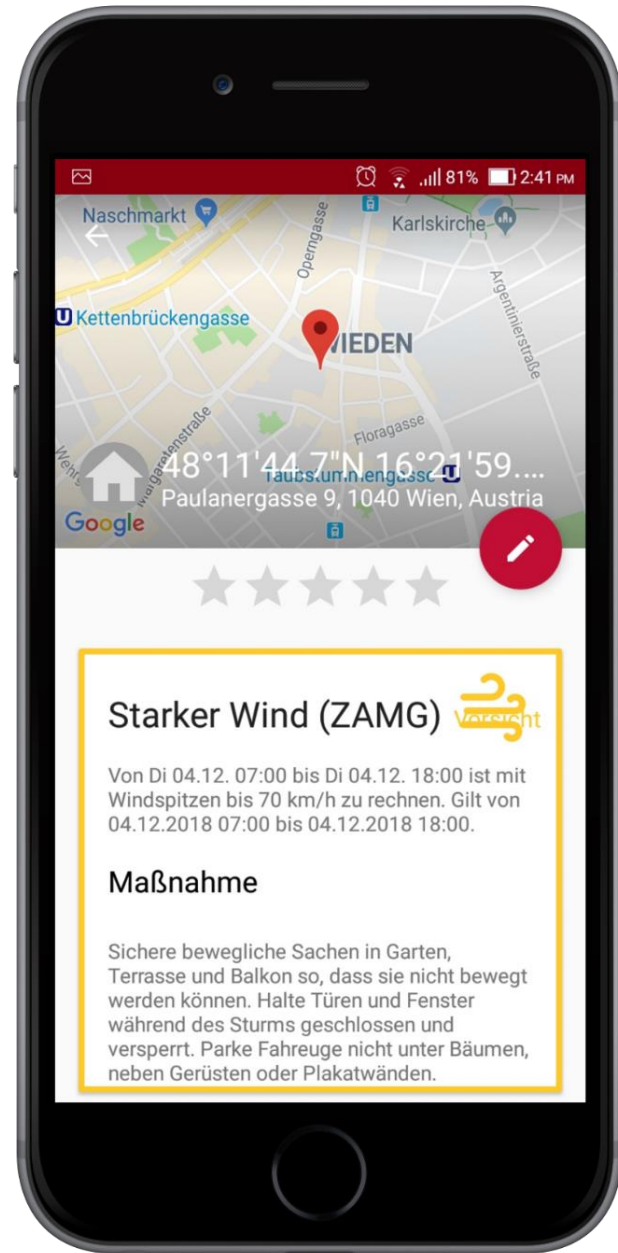 81% 2:41 PM
Naschmarkt
Operngasse
Karlskirche
Argentinierstraße
U Kettenbrückengasse
WIEDEN
Floragasse
Margaretenstraße
48°11'44.7"N 16°21'59....
Taubstummengasse U
Paulanergasse 9, 1040 Wien, Austria
Google
Starker Wind (ZAMG)
Vorsicht
Von Di 04.12. 07:00 bis Di 04.12. 18:00 ist mit
Windspitzen bis 70 km/h zu rechnen. Gilt von
04.12.2018 07:00 bis 04.12.2018 18:00.
Maßnahme
Sichere bewegliche Sachen in Garten,
Terrasse und Balkon so, dass sie nicht bewegt
werden können. Halte Türen und Fenster
während des Sturms geschlossen und
versperrt. Parke Fahreuge nicht unter Bäumen,
neben Gerüsten oder Plakatwänden.